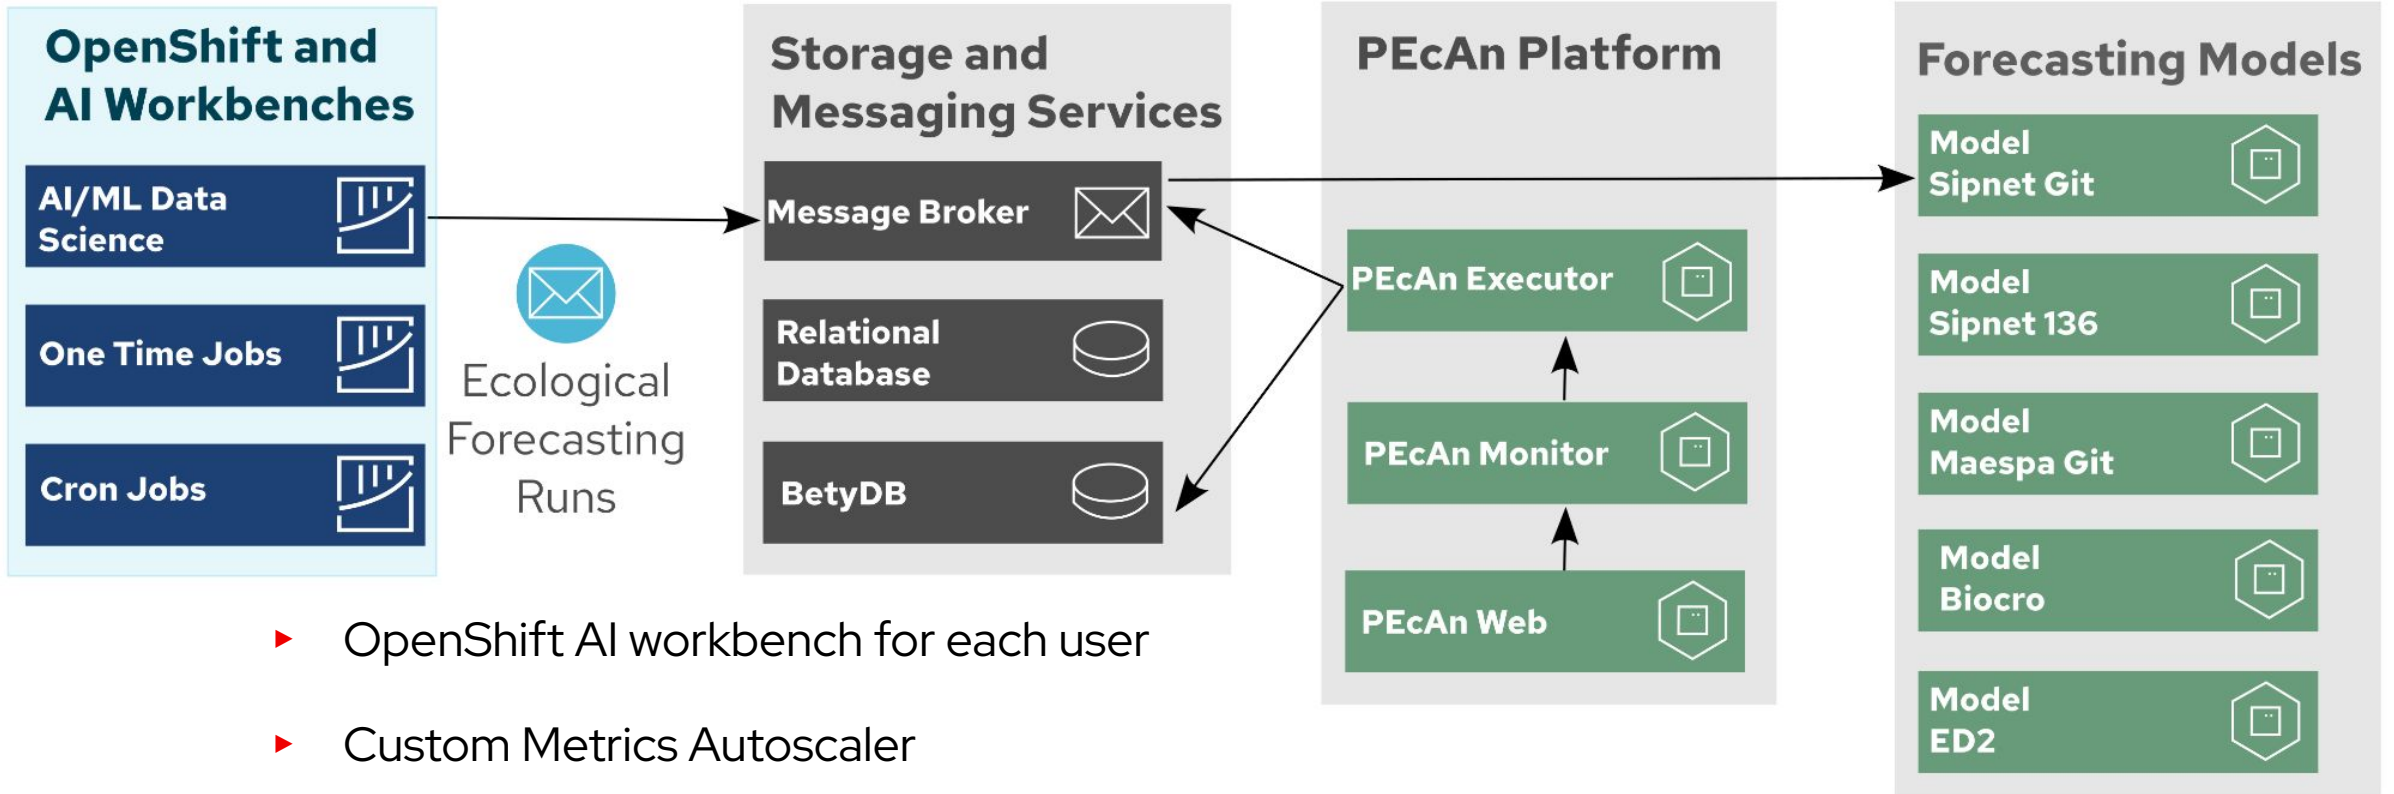 OpenShift and
AI Workbenches
AI/ML Data
Science
One Time Jobs
Cron Jobs
Ecological
Forecasting
Runs
Storage and
Messaging Services
Message Broker
Relational
Database
BetyDB
PEcAn Platform
PEcAn Executor
PEcAn Monitor
PEcAn Web
Forecasting Models
Model
Sipnet Git
Model
Sipnet 136
Model
Maespa Git
Model
Biocro
Model
ED2
OpenShift AI workbench for each user
Custom Metrics Autoscaler